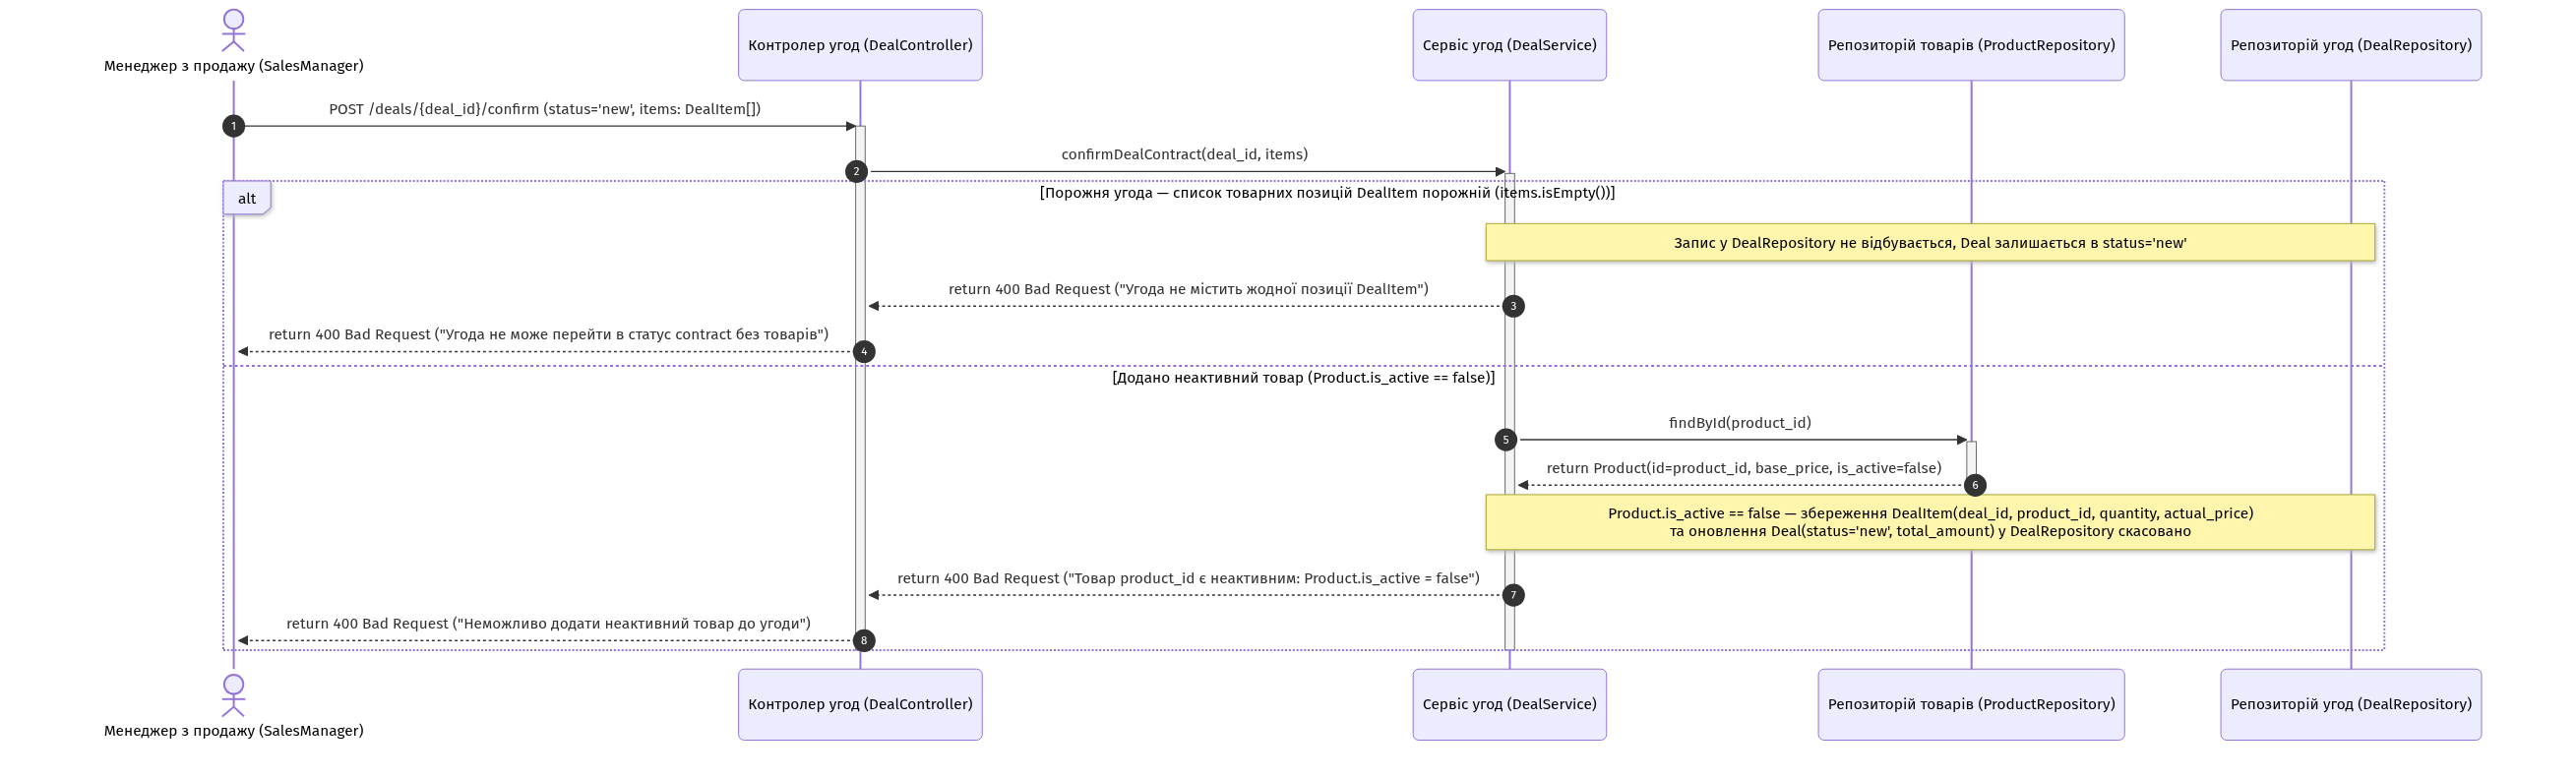 Менеджер з продажу (SalesManager)
Контролер угод (DealController)
Сервіс угод (DealService)
Репозиторій товарів (ProductRepository)
Репозиторій угод (DealRepository)
POST /deals/{deal_id}/confirm (status='new', items: DealItem[])
1
confirmDealContract(deal_id, items)
2
alt
[Порожня угода — список товарних позицій DealItem порожній (items.isEmpty())]
Запис у DealRepository не відбувається, Deal залишається в status='new'
return 400 Bad Request ("Угода не містить жодної позиції DealItem")
3
return 400 Bad Request ("Угода не може перейти в статус contract без товарів")
4
[Додано неактивний товар (Product.is_active == false)]
findById(product_id)
5
return Product(id=product_id, base_price, is_active=false)
6
Product.is_active == false — збереження DealItem(deal_id, product_id, quantity, actual_price)
та оновлення Deal(status='new', total_amount) у DealRepository скасовано
return 400 Bad Request ("Товар product_id є неактивним: Product.is_active = false")
7
return 400 Bad Request ("Неможливо додати неактивний товар до угоди")
8
Менеджер з продажу (SalesManager)
Контролер угод (DealController)
Сервіс угод (DealService)
Репозиторій товарів (ProductRepository)
Репозиторій угод (DealRepository)